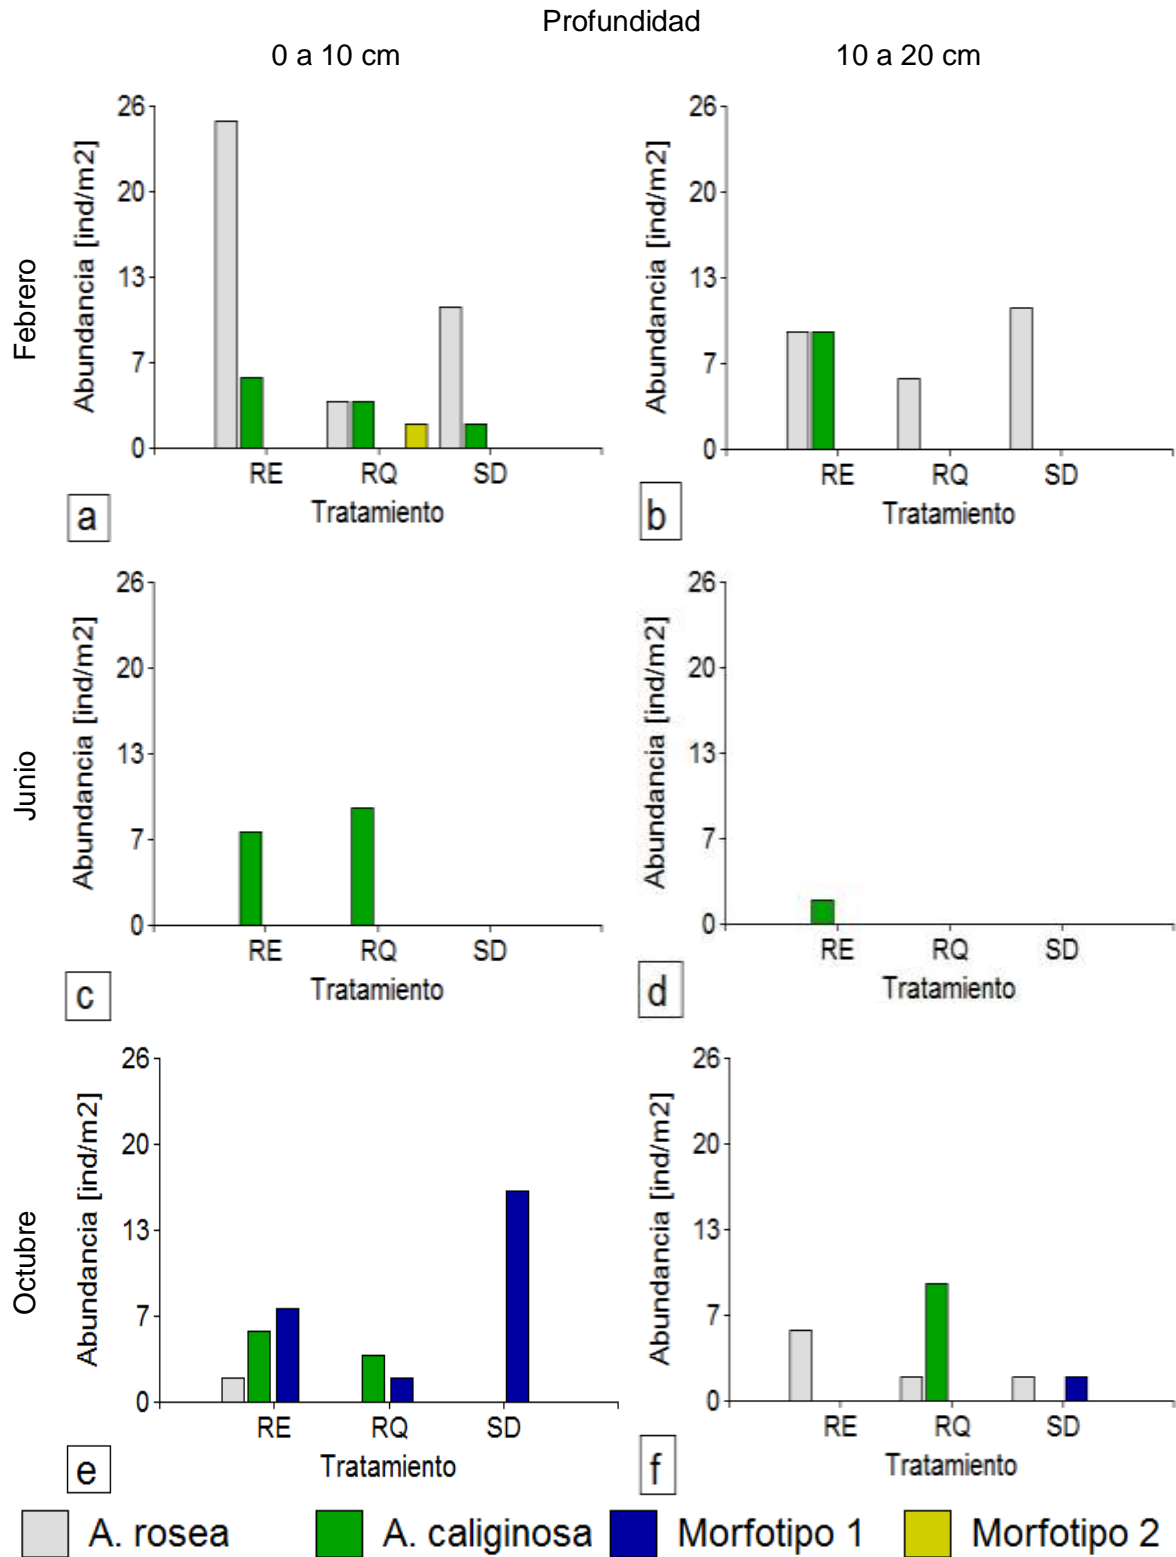 Profundidad
0 a 10 cm
10 a 20 cm
Febrero
Abundancia [ind/m2]
26
20
13
7
0
RE RQ SD
Tratamiento
a
Abundancia [ind/m2]
26
20
13
7
0
RE RQ SD
Tratamiento
b
Junio
Abundancia [ind/m2]
26
20
13
7
0
RE RQ SD
Tratamiento
c
Abundancia [ind/m2]
26
20
13
7
0
RE RQ SD
Tratamiento
d
Octubre
Abundancia [ind/m2]
26
20
13
7
0
RE RQ SD
Tratamiento
e
Abundancia [ind/m2]
26
20
13
7
0
RE RQ SD
Tratamiento
f
A. rosea A. caliginosa Morfotipo 1 Morfotipo 2